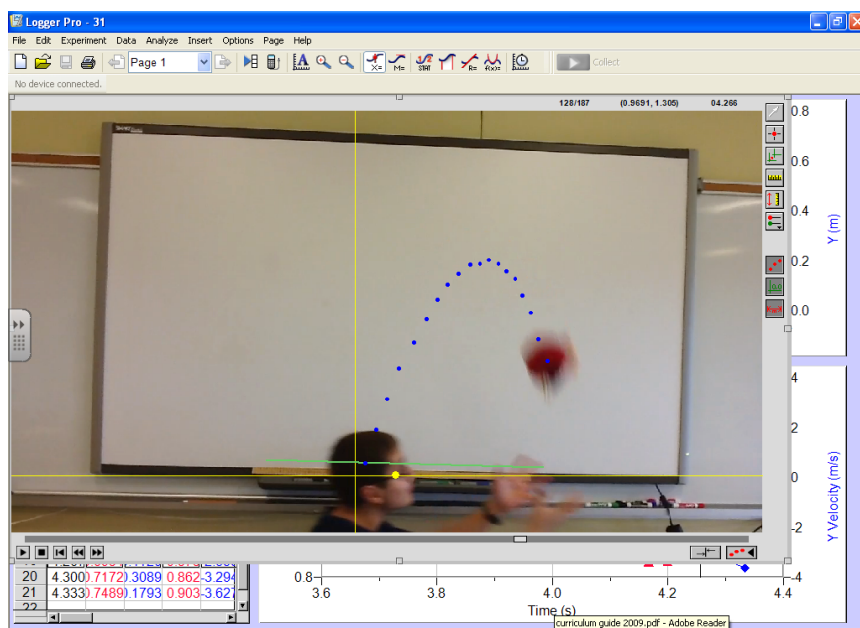 Logger Pro - 31
File Edit Experiment Data Analyze Insert Options Page Help
Page 1
X=
M=
STAT
R=
f(x)=
Collect
No device connected.
128/187 (0.9691, 1.305) 04.266
0.8
0.6
0.4
0.2
0.0
Y (m)
4
2
0
-2
-4
Y Velocity (m/s)
20 4.300 0.7172 0.3089 0.862 -3.294
21 4.333 0.7489 0.1793 0.903 -3.627
22
0.8
3.6 3.8 4.0 4.2 4.4
Time (s)
curriculum guide 2009.pdf - Adobe Reader